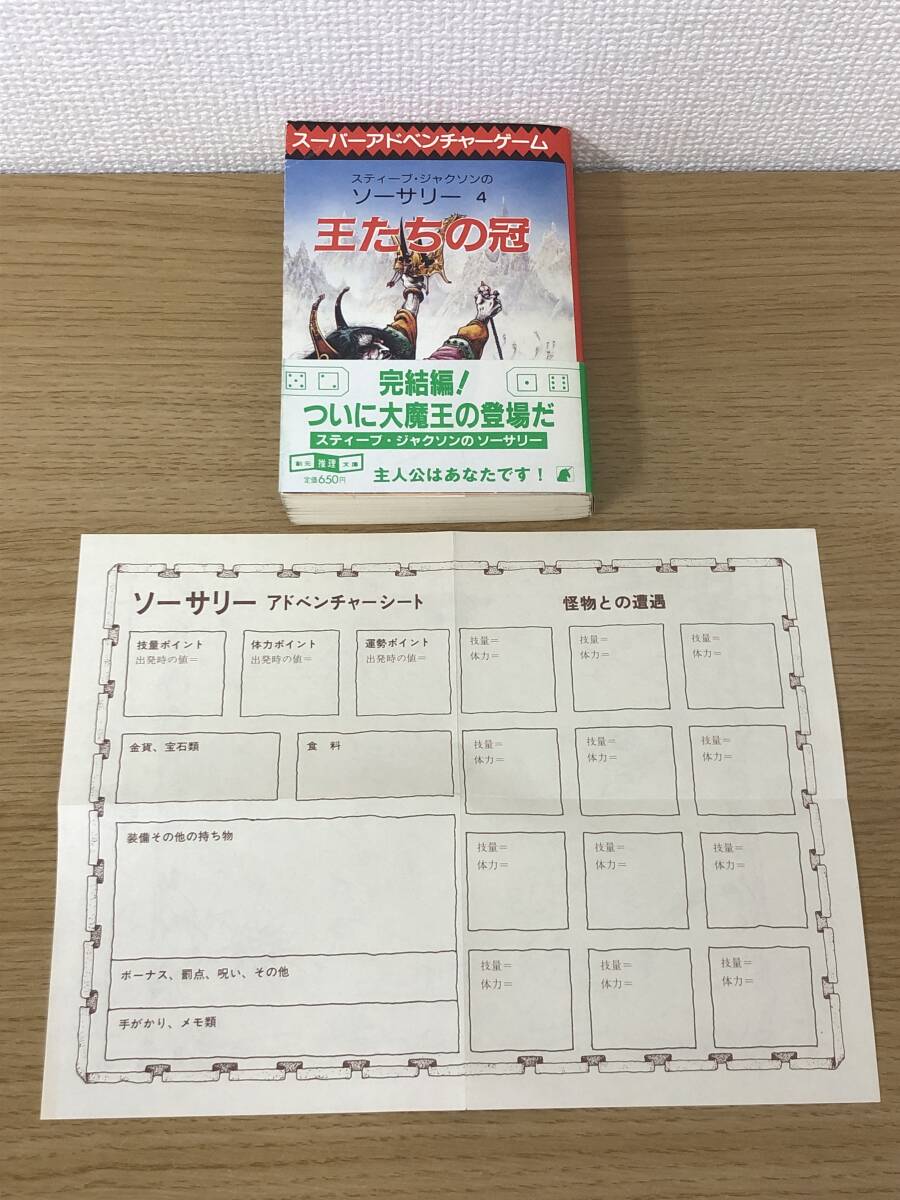 スーパーアドベンチャーゲーム
スティーブ・ジャクソンの
ソーサリー 4
王たちの冠
完結編!
ついに大魔王の登場だ
スティーブ・ジャクソンの ソーサリー
創元 推理 文庫
定価650円
主人公はあなたです!
ソーサリー アドベンチャーシート
怪物との遭遇
技量ポイント
出発時の値=
体力ポイント
出発時の値=
運勢ポイント
出発時の値=
技量=
体力=
技量=
体力=
技量=
体力=
金貨、宝石類
食 料
技量=
体力=
技量=
体力=
技量=
体力=
装備その他の持ち物
技量=
体力=
技量=
体力=
技量=
体力=
ボーナス、罰点、呪い、その他
手がかり、メモ類
技量=
体力=
技量=
体力=
技量=
体力=